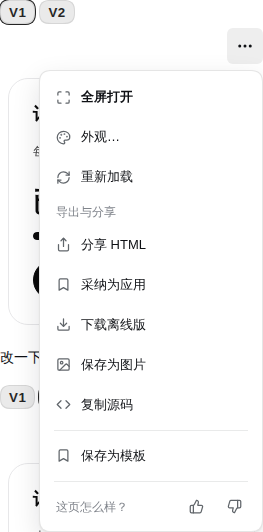 V1 V2
全屏打开
外观…
重新加载
导出与分享
分享 HTML
采纳为应用
下载离线版
改一下
保存为图片
V1
复制源码
保存为模板
这页怎么样？